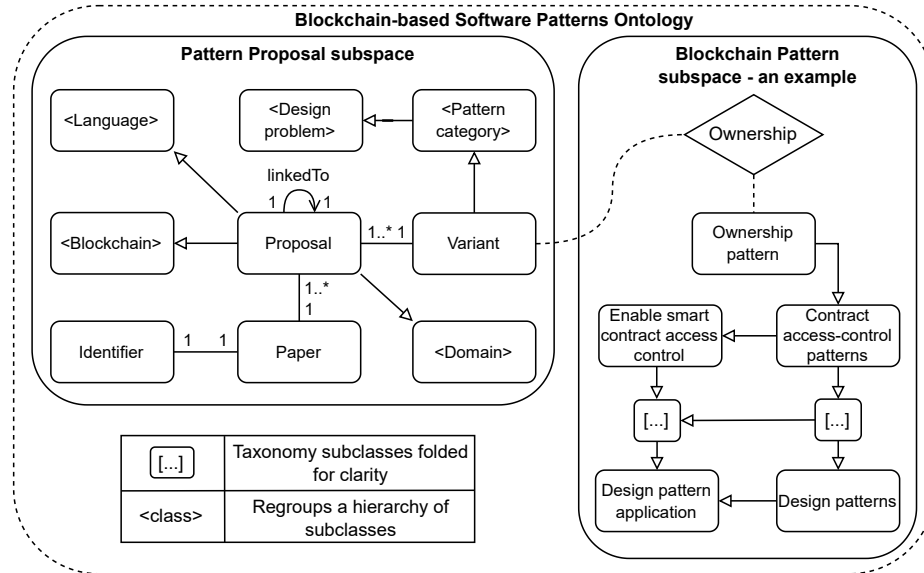 Blockchain-based Software Patterns Ontology
Pattern Proposal subspace
<Language>
<Design
problem>
<Pattern
category>
linkedTo
1
1
<Blockchain>
Proposal
1..*
1
Variant
1..*
1
Identifier
1
1
Paper
<Domain>
[...]
Taxonomy subclasses folded
for clarity
<class>
Regroups a hierarchy of
subclasses
Blockchain Pattern
subspace - an example
Ownership
Ownership
pattern
Enable smart
contract access
control
Contract
access-control
patterns
[...]
[...]
Design pattern
application
Design patterns